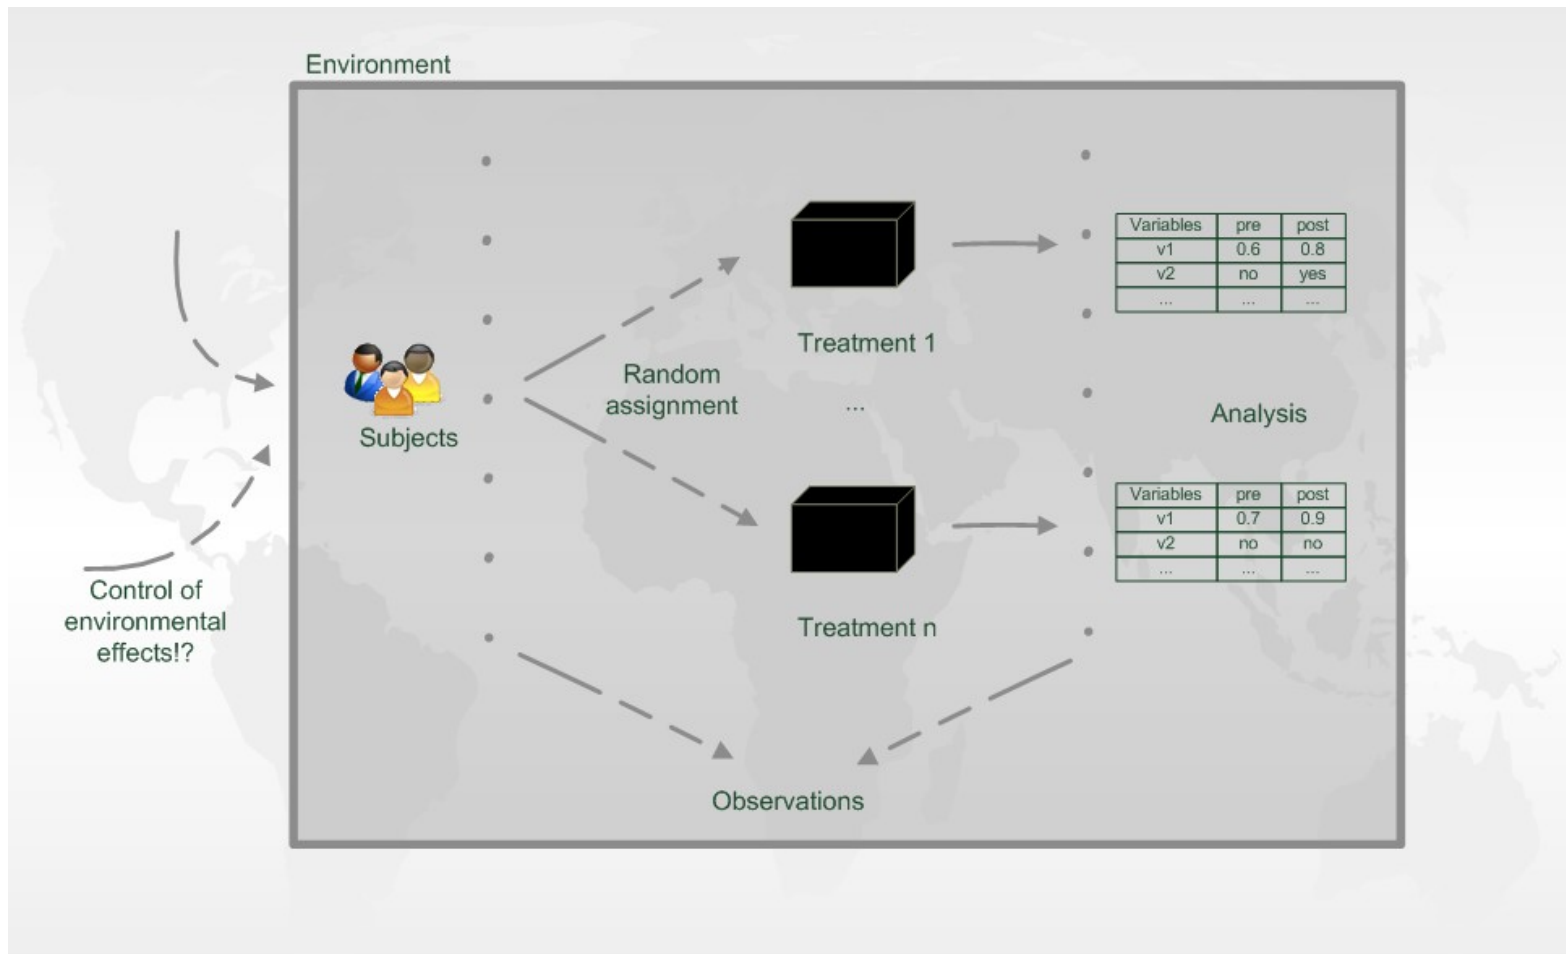 Environment
Variables pre post
v1 0.6 0.8
v2 no yes
... ... ...
Treatment 1
Random
assignment
...
Subjects
Analysis
Variables pre post
v1 0.7 0.9
v2 no no
... ... ...
Control of
environmental
effects!?
Treatment n
Observations